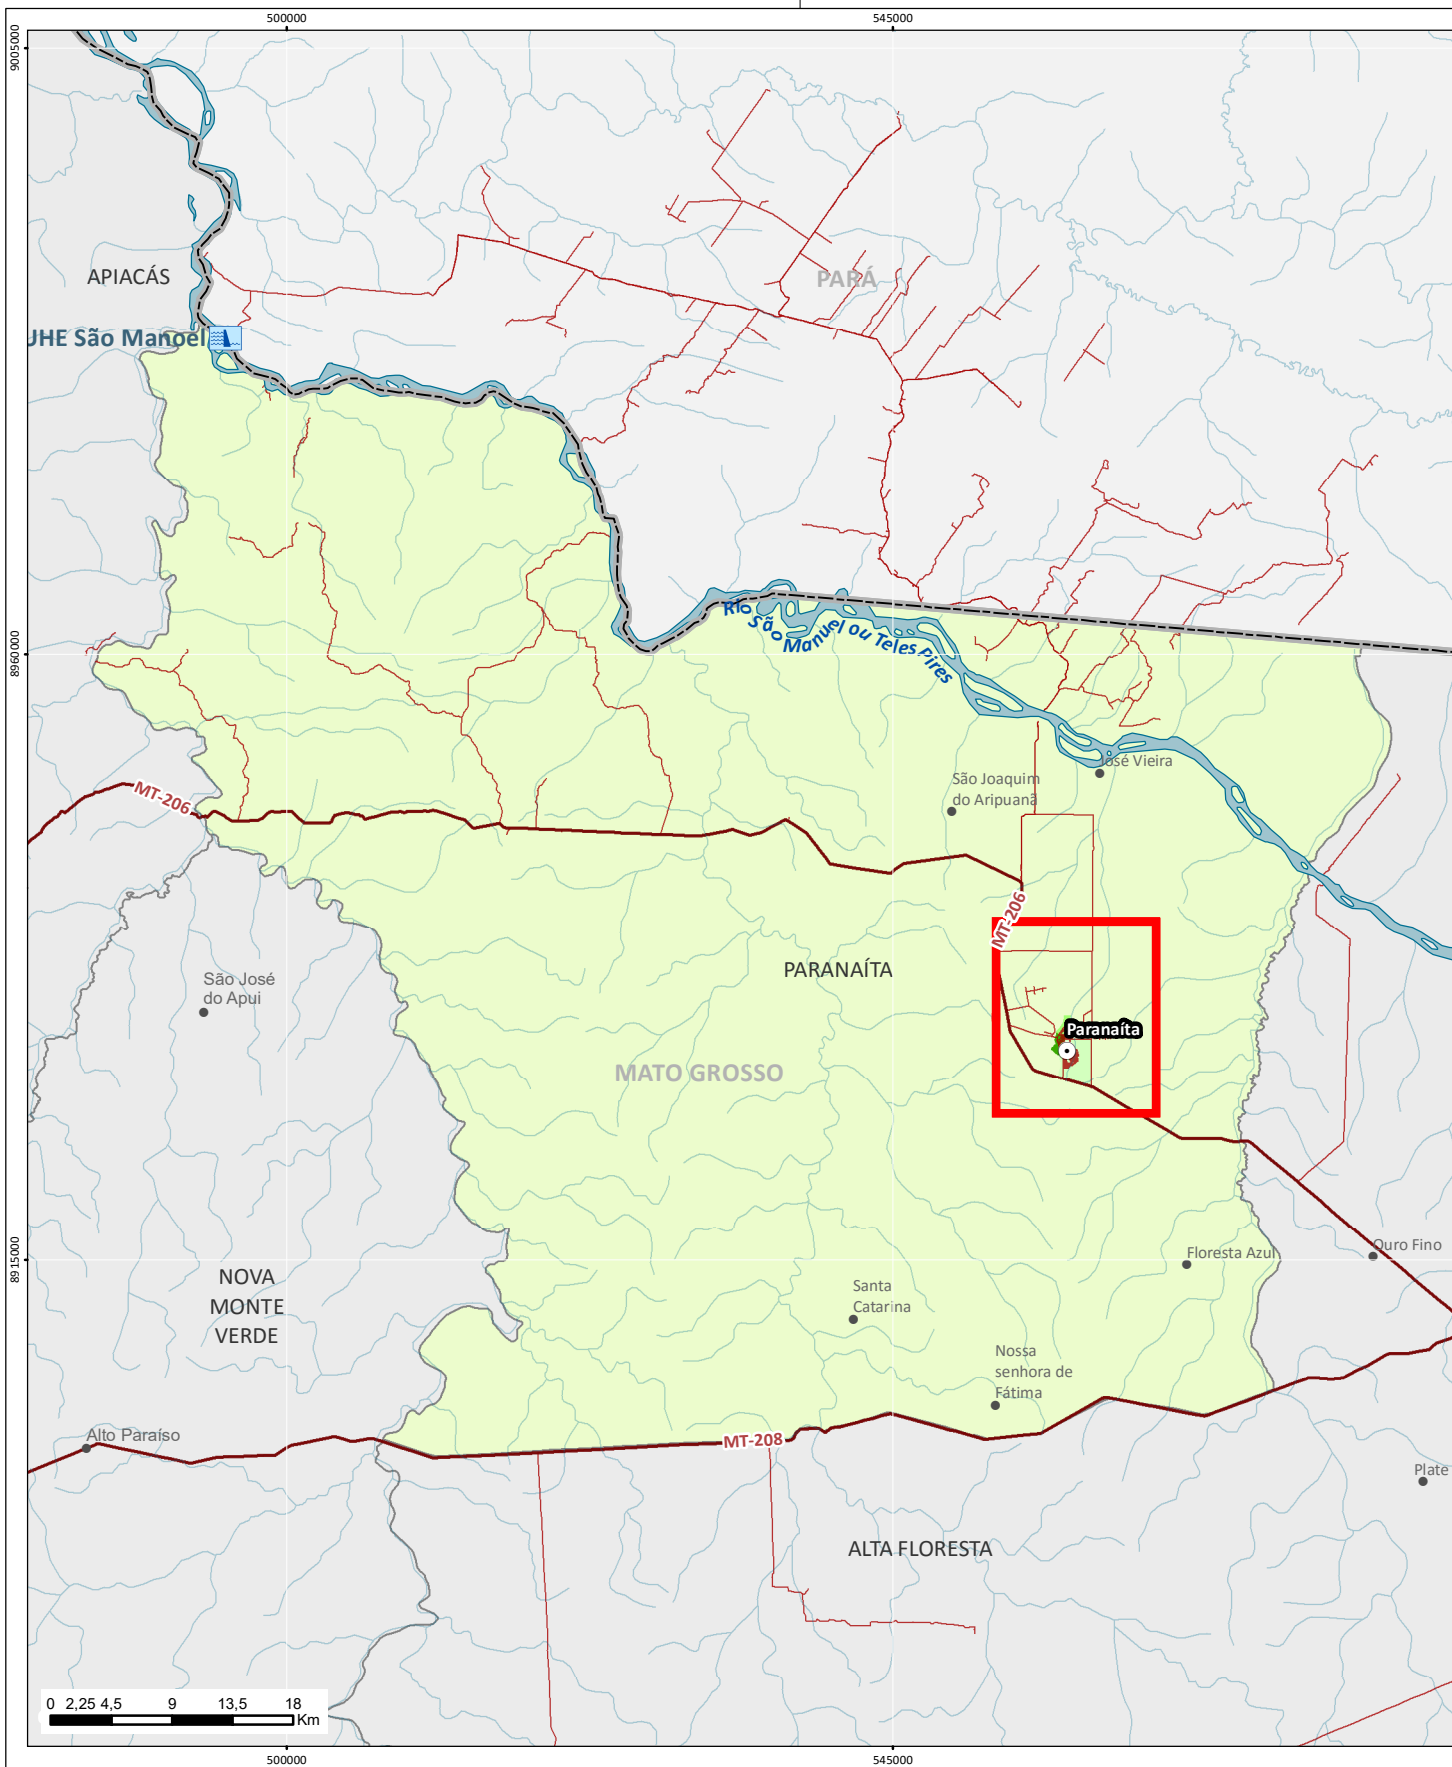 500000
545000
9005000
APIACÁS
PARÁ
UHE São Manoel
Rio São Manuel ou Teles Pires
8960000
José Vieira
São Joaquim
do Aripuanã
MT-206
MT-206
PARANAÍTA
São José
do Apui
Paranaíta
MATO GROSSO
8915000
Ouro Fino
Floresta Azul
NOVA
MONTE
VERDE
Santa
Catarina
Nossa
senhora de
Fátima
Alto Paraíso
MT-208
Plate
ALTA FLORESTA
0 2,25 4,5 9 13,5 18
Km
500000
545000